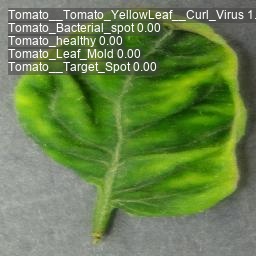 Tomato__Tomato_YellowLeaf__Curl_Virus 1.
Tomato_Bacterial_spot 0.00
Tomato_healthy 0.00
Tomato_Leaf_Mold 0.00
Tomato__Target_Spot 0.00